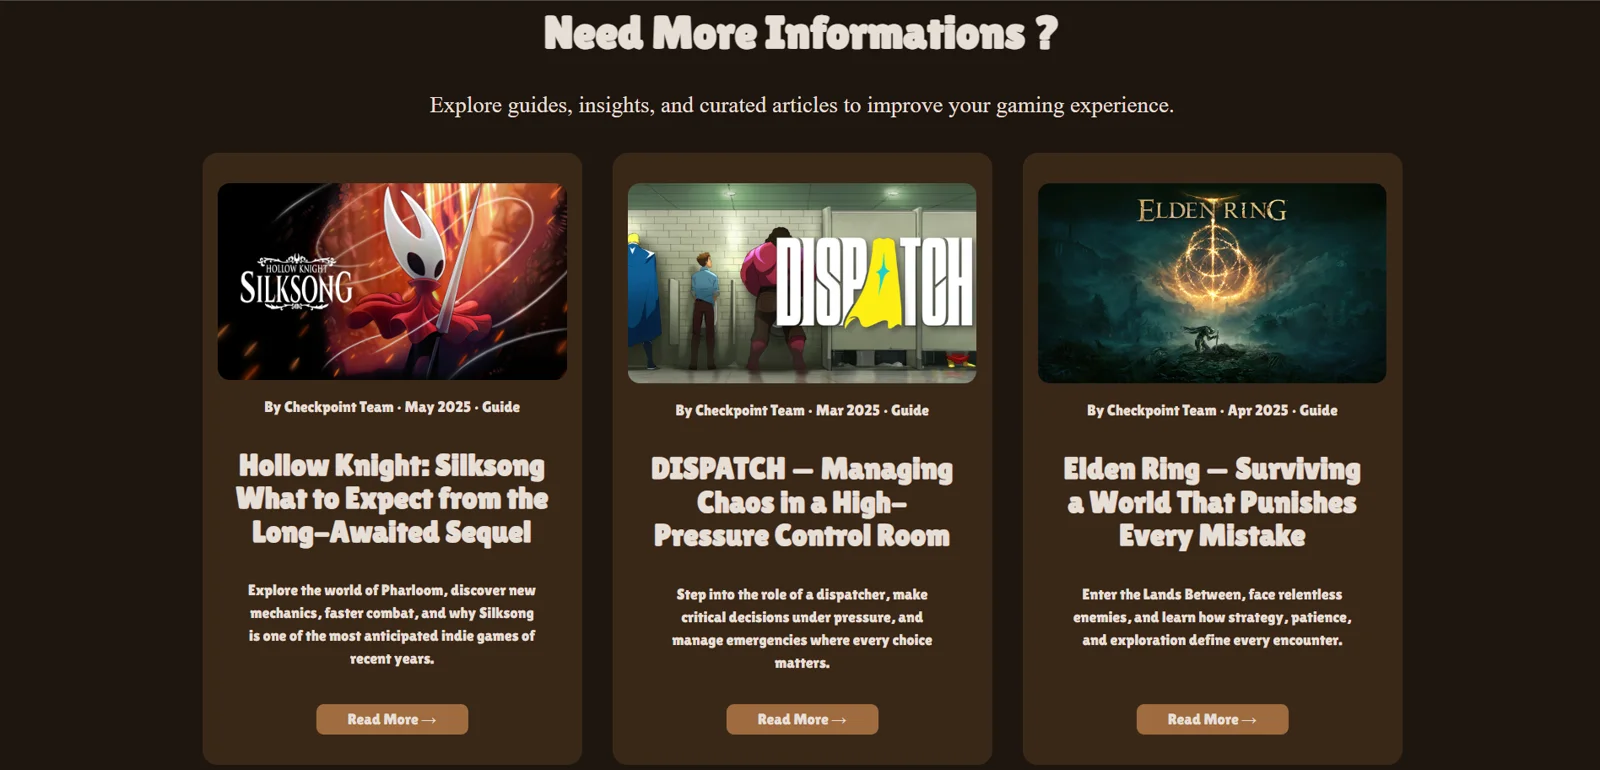 Need More Informations ?
Explore guides, insights, and curated articles to improve your gaming experience.
HOLLOW KNIGHT
SILKSONG
By Checkpoint Team · May 2025 · Guide
Hollow Knight: Silksong
What to Expect from the
Long-Awaited Sequel
Explore the world of Pharloom, discover new
mechanics, faster combat, and why Silksong
is one of the most anticipated indie games of
recent years.
Read More →
DISPATCH
By Checkpoint Team · Mar 2025 · Guide
DISPATCH — Managing
Chaos in a High-
Pressure Control Room
Step into the role of a dispatcher, make
critical decisions under pressure, and
manage emergencies where every choice
matters.
Read More →
ELDEN RING
By Checkpoint Team · Apr 2025 · Guide
Elden Ring — Surviving
a World That Punishes
Every Mistake
Enter the Lands Between, face relentless
enemies, and learn how strategy, patience,
and exploration define every encounter.
Read More →